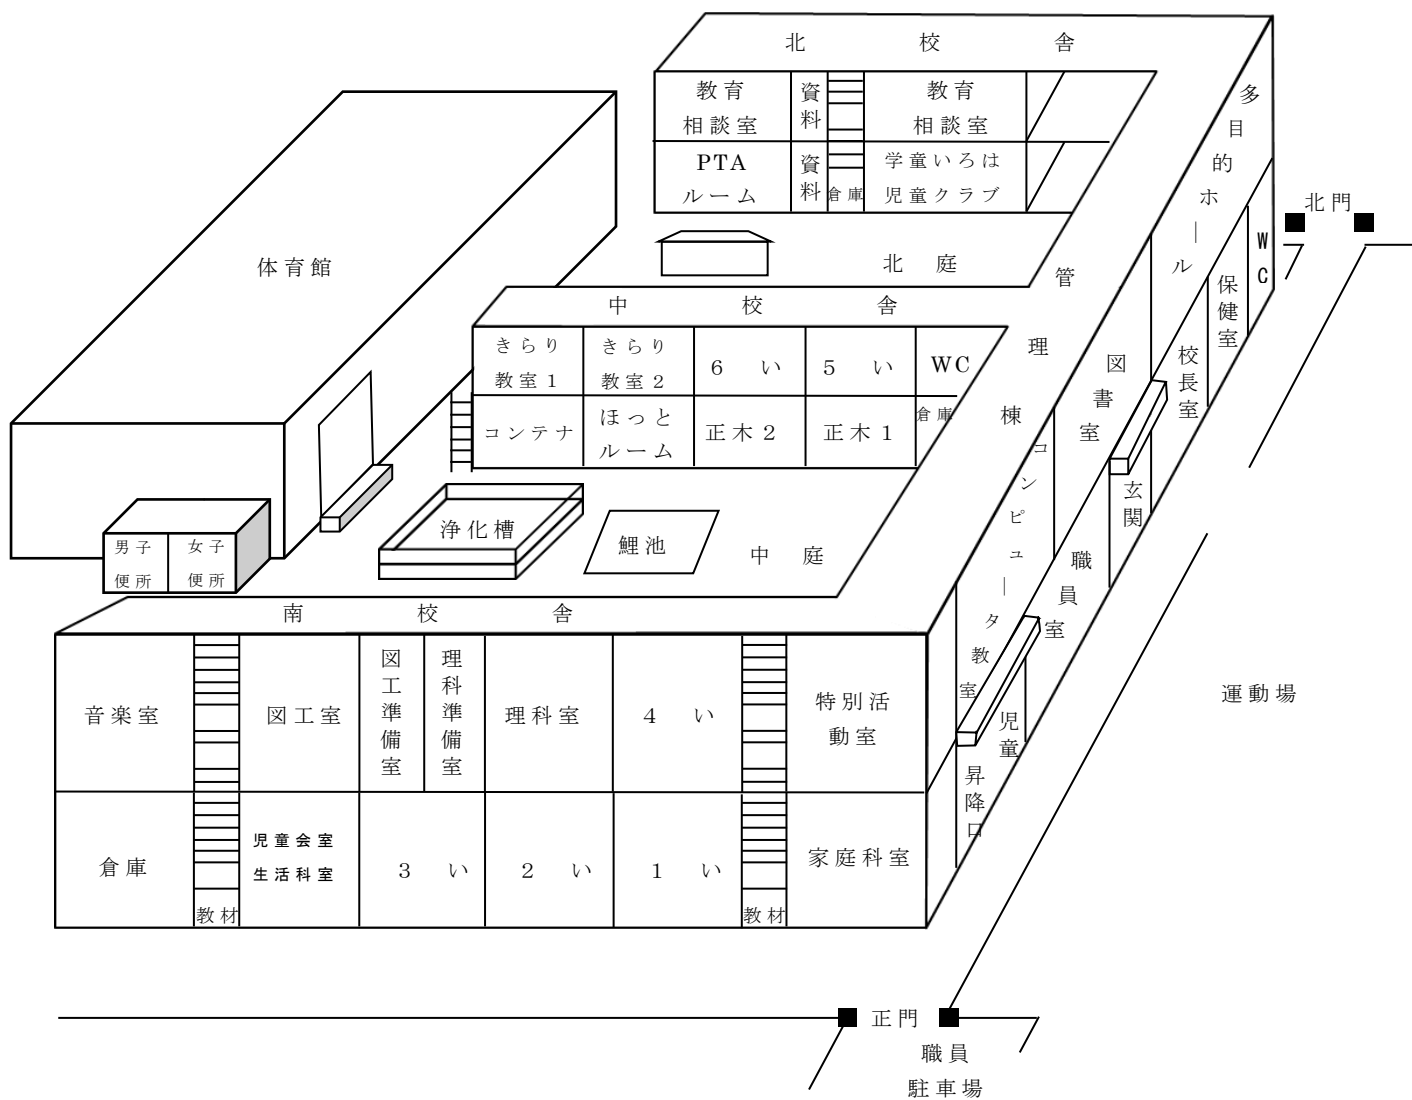 北校舎
教育
相談室
資料
教育
相談室
PTA
ルーム
資料
倉庫
学童いろは
児童クラブ
多目的ホール
北門
WC
保健室
校長室
玄関
図書室
職員室
コンピュータ教室
児童
昇降口
管理棟
体育館
北庭
中校舎
きらり
教室1
きらり
教室2
6い
5い
WC
コンテナ
ほっと
ルーム
正木2
正木1
倉庫
浄化槽
鯉池
中庭
男子
便所
女子
便所
南校舎
音楽室
図工室
図工準備室
理科準備室
理科室
4い
特別活
動室
倉庫
教材
児童会室
生活科室
3い
2い
1い
教材
家庭科室
運動場
正門
職員
駐車場